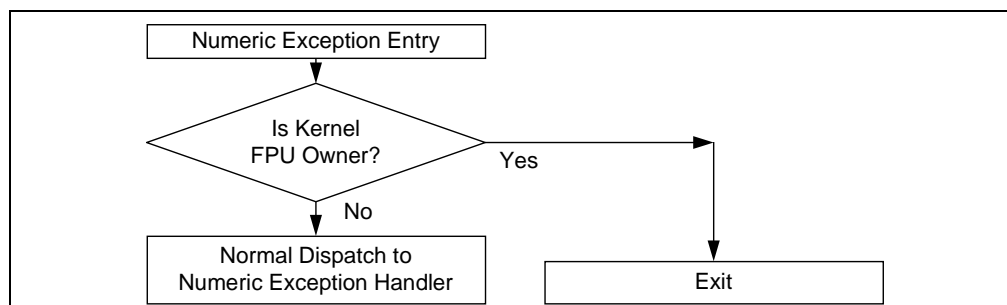 Numeric Exception Entry
Is Kernel
FPU Owner?
Yes
No
Normal Dispatch to
Numeric Exception Handler
Exit